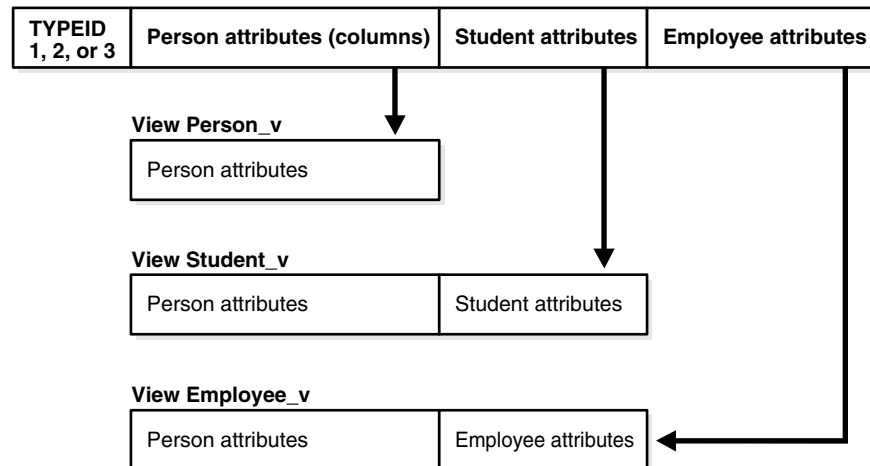 TYPEID
1, 2, or 3
Person attributes (columns)
Student attributes
Employee attributes
View Person_v
Person attributes
View Student_v
Person attributes
Student attributes
View Employee_v
Person attributes
Employee attributes